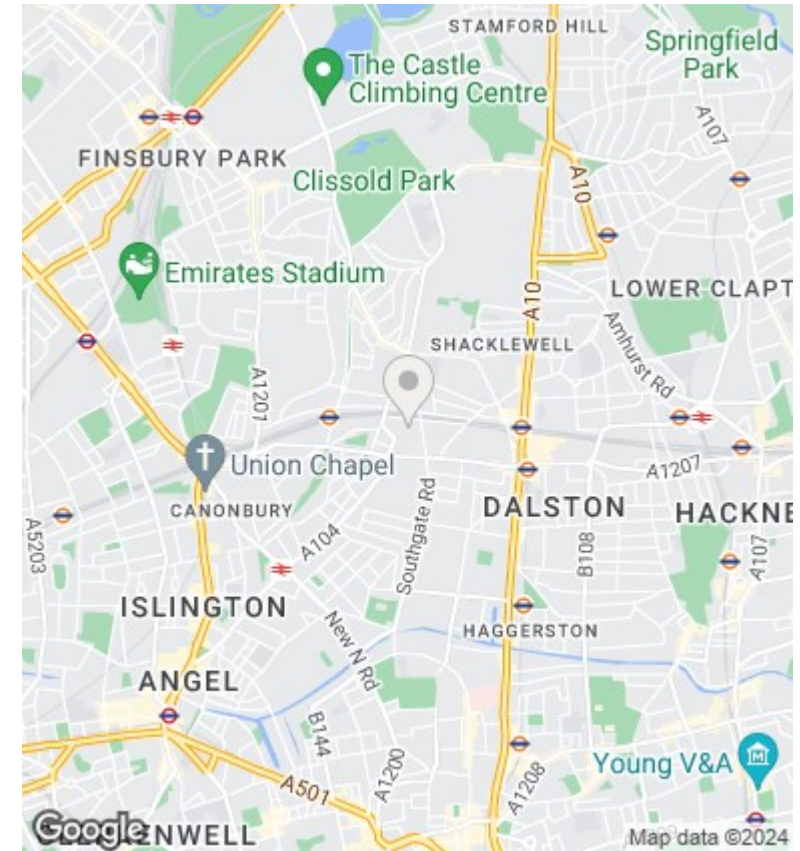 STAMFORD HILL
Springfield
Park
The Castle
Climbing Centre
A107
FINSBURY PARK
Clissold Park
A10
Emirates Stadium
A10
LOWER CLAPT
SHACKLEWELL
Amhurst Rd
A1201
Union Chapel
A1207
CANONBURY
Southgate Rd
DALSTON
HACKNE
A5203
A104
B108
A107
ISLINGTON
New N Rd
HAGGERSTON
ANGEL
B144
A1200
A1208
Young V&A
A501
Google
KENWELL
Map data ©2024